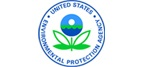 UNITED STATES
ENVIRONMENTAL PROTECTION AGENCY